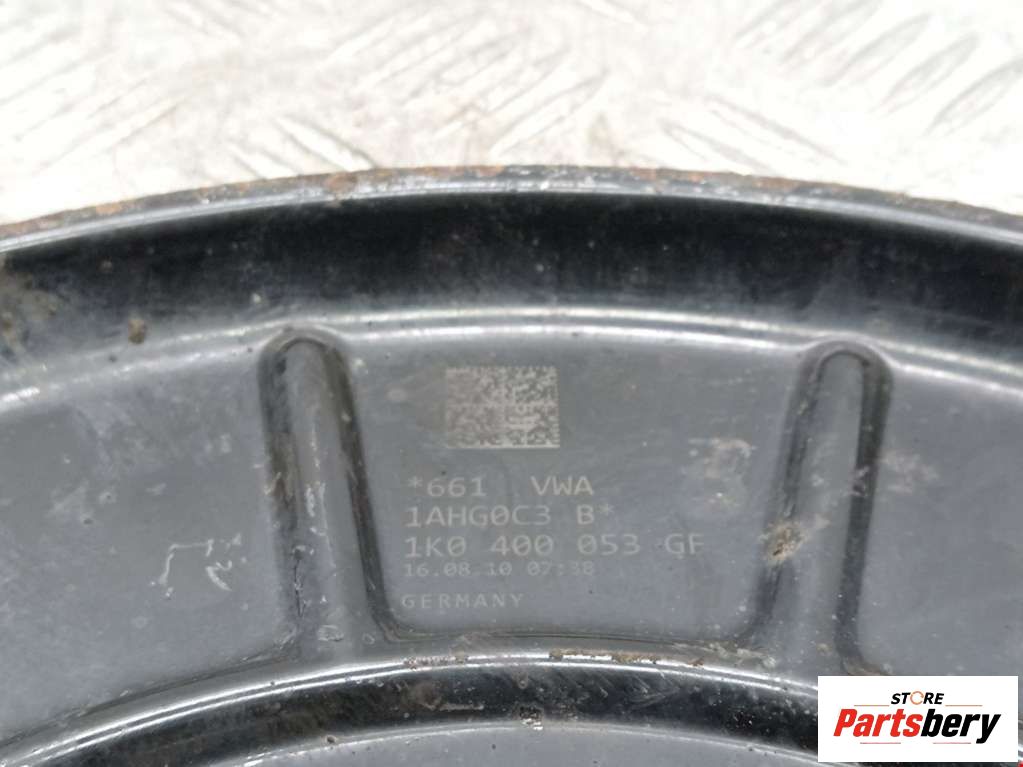 *661 VWA
1AHG0C3 B*
1K0 400 053 GF
16.08.10 07:38
GERMANY
STORE
Partsbery